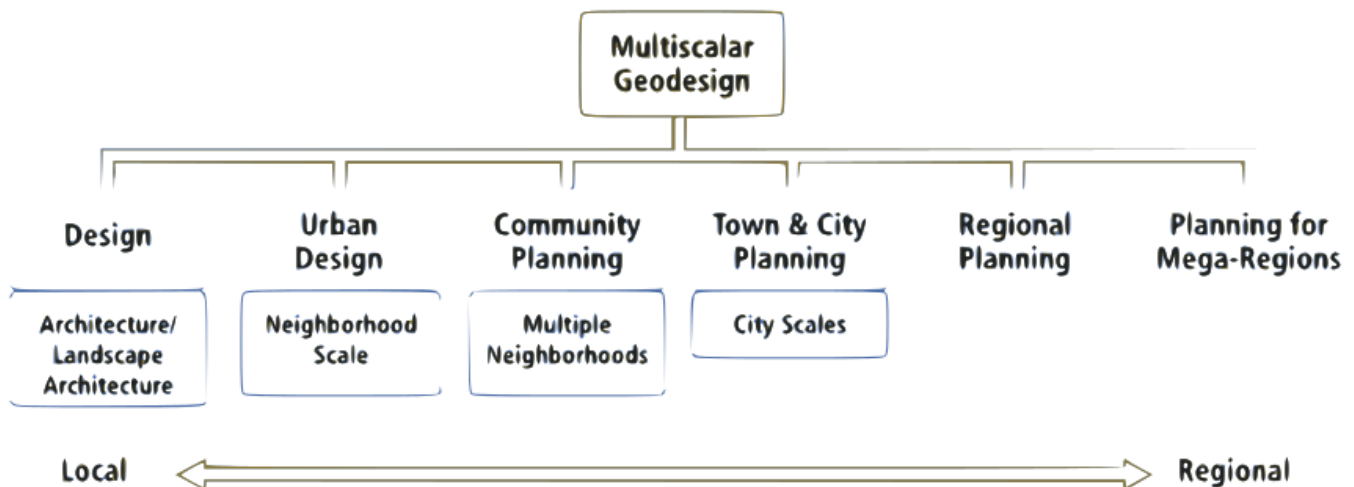 Multiscalar
Geodesign
Design
Urban
Design
Community
Planning
Town & City
Planning
Regional
Planning
Planning for
Mega-Regions
Architecture/
Landscape
Architecture
Neighborhood
Scale
Multiple
Neighborhoods
City Scales
Local
Regional